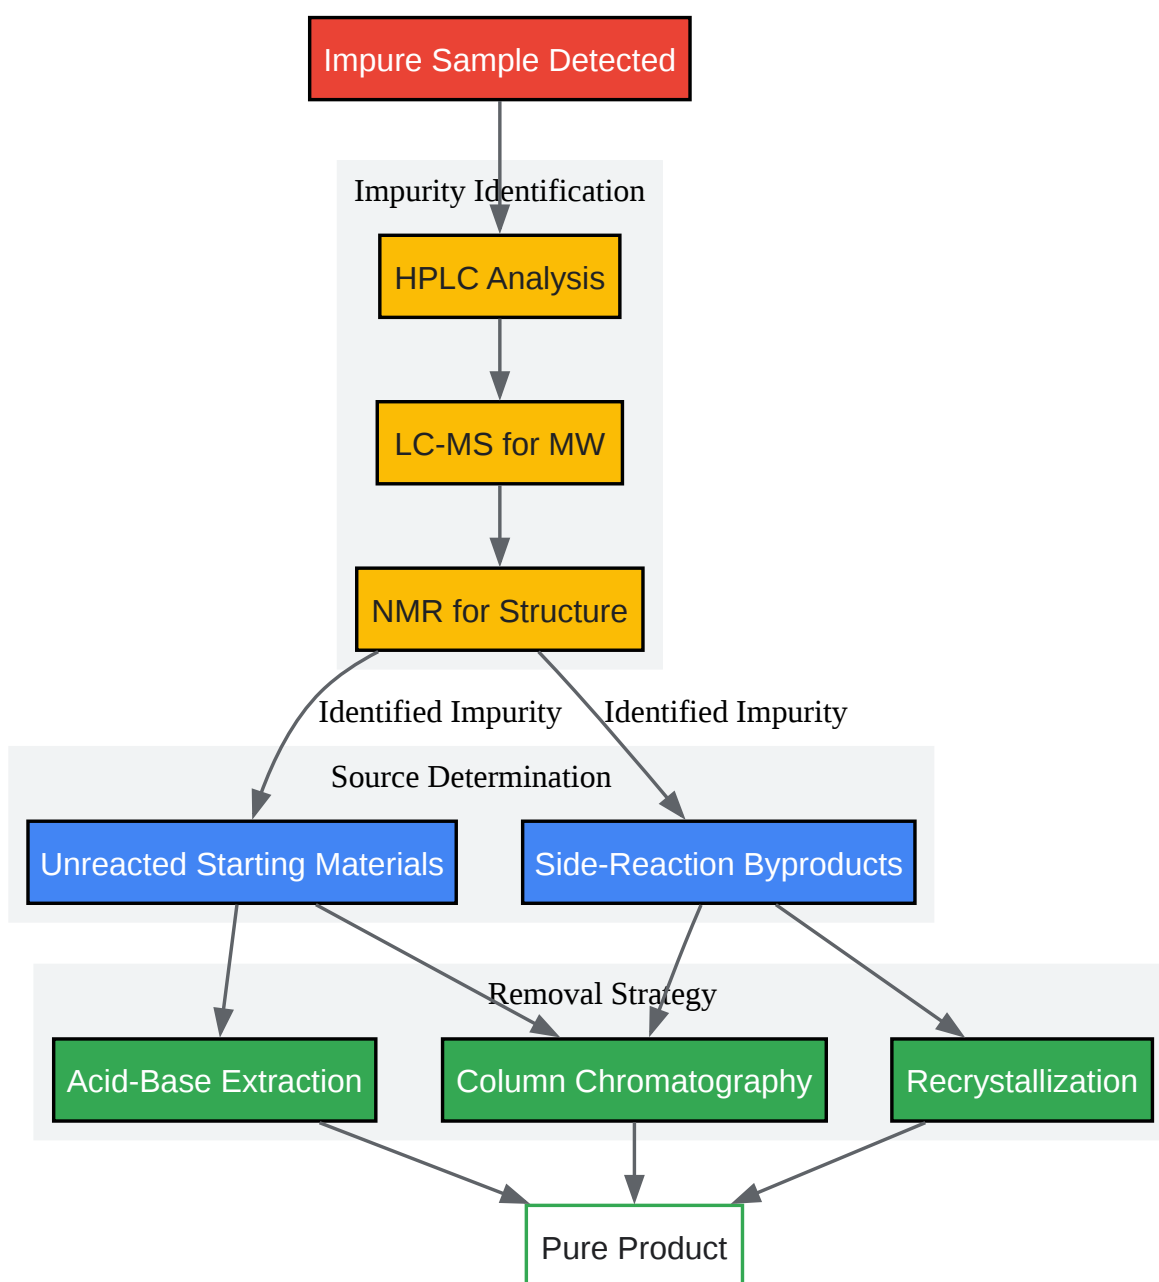 Impure Sample Detected
Impurity Identification
HPLC Analysis
LC-MS for MW
NMR for Structure
Identified Impurity
Identified Impurity
Source Determination
Unreacted Starting Materials
Side-Reaction Byproducts
Removal Strategy
Acid-Base Extraction
Column Chromatography
Recrystallization
Pure Product